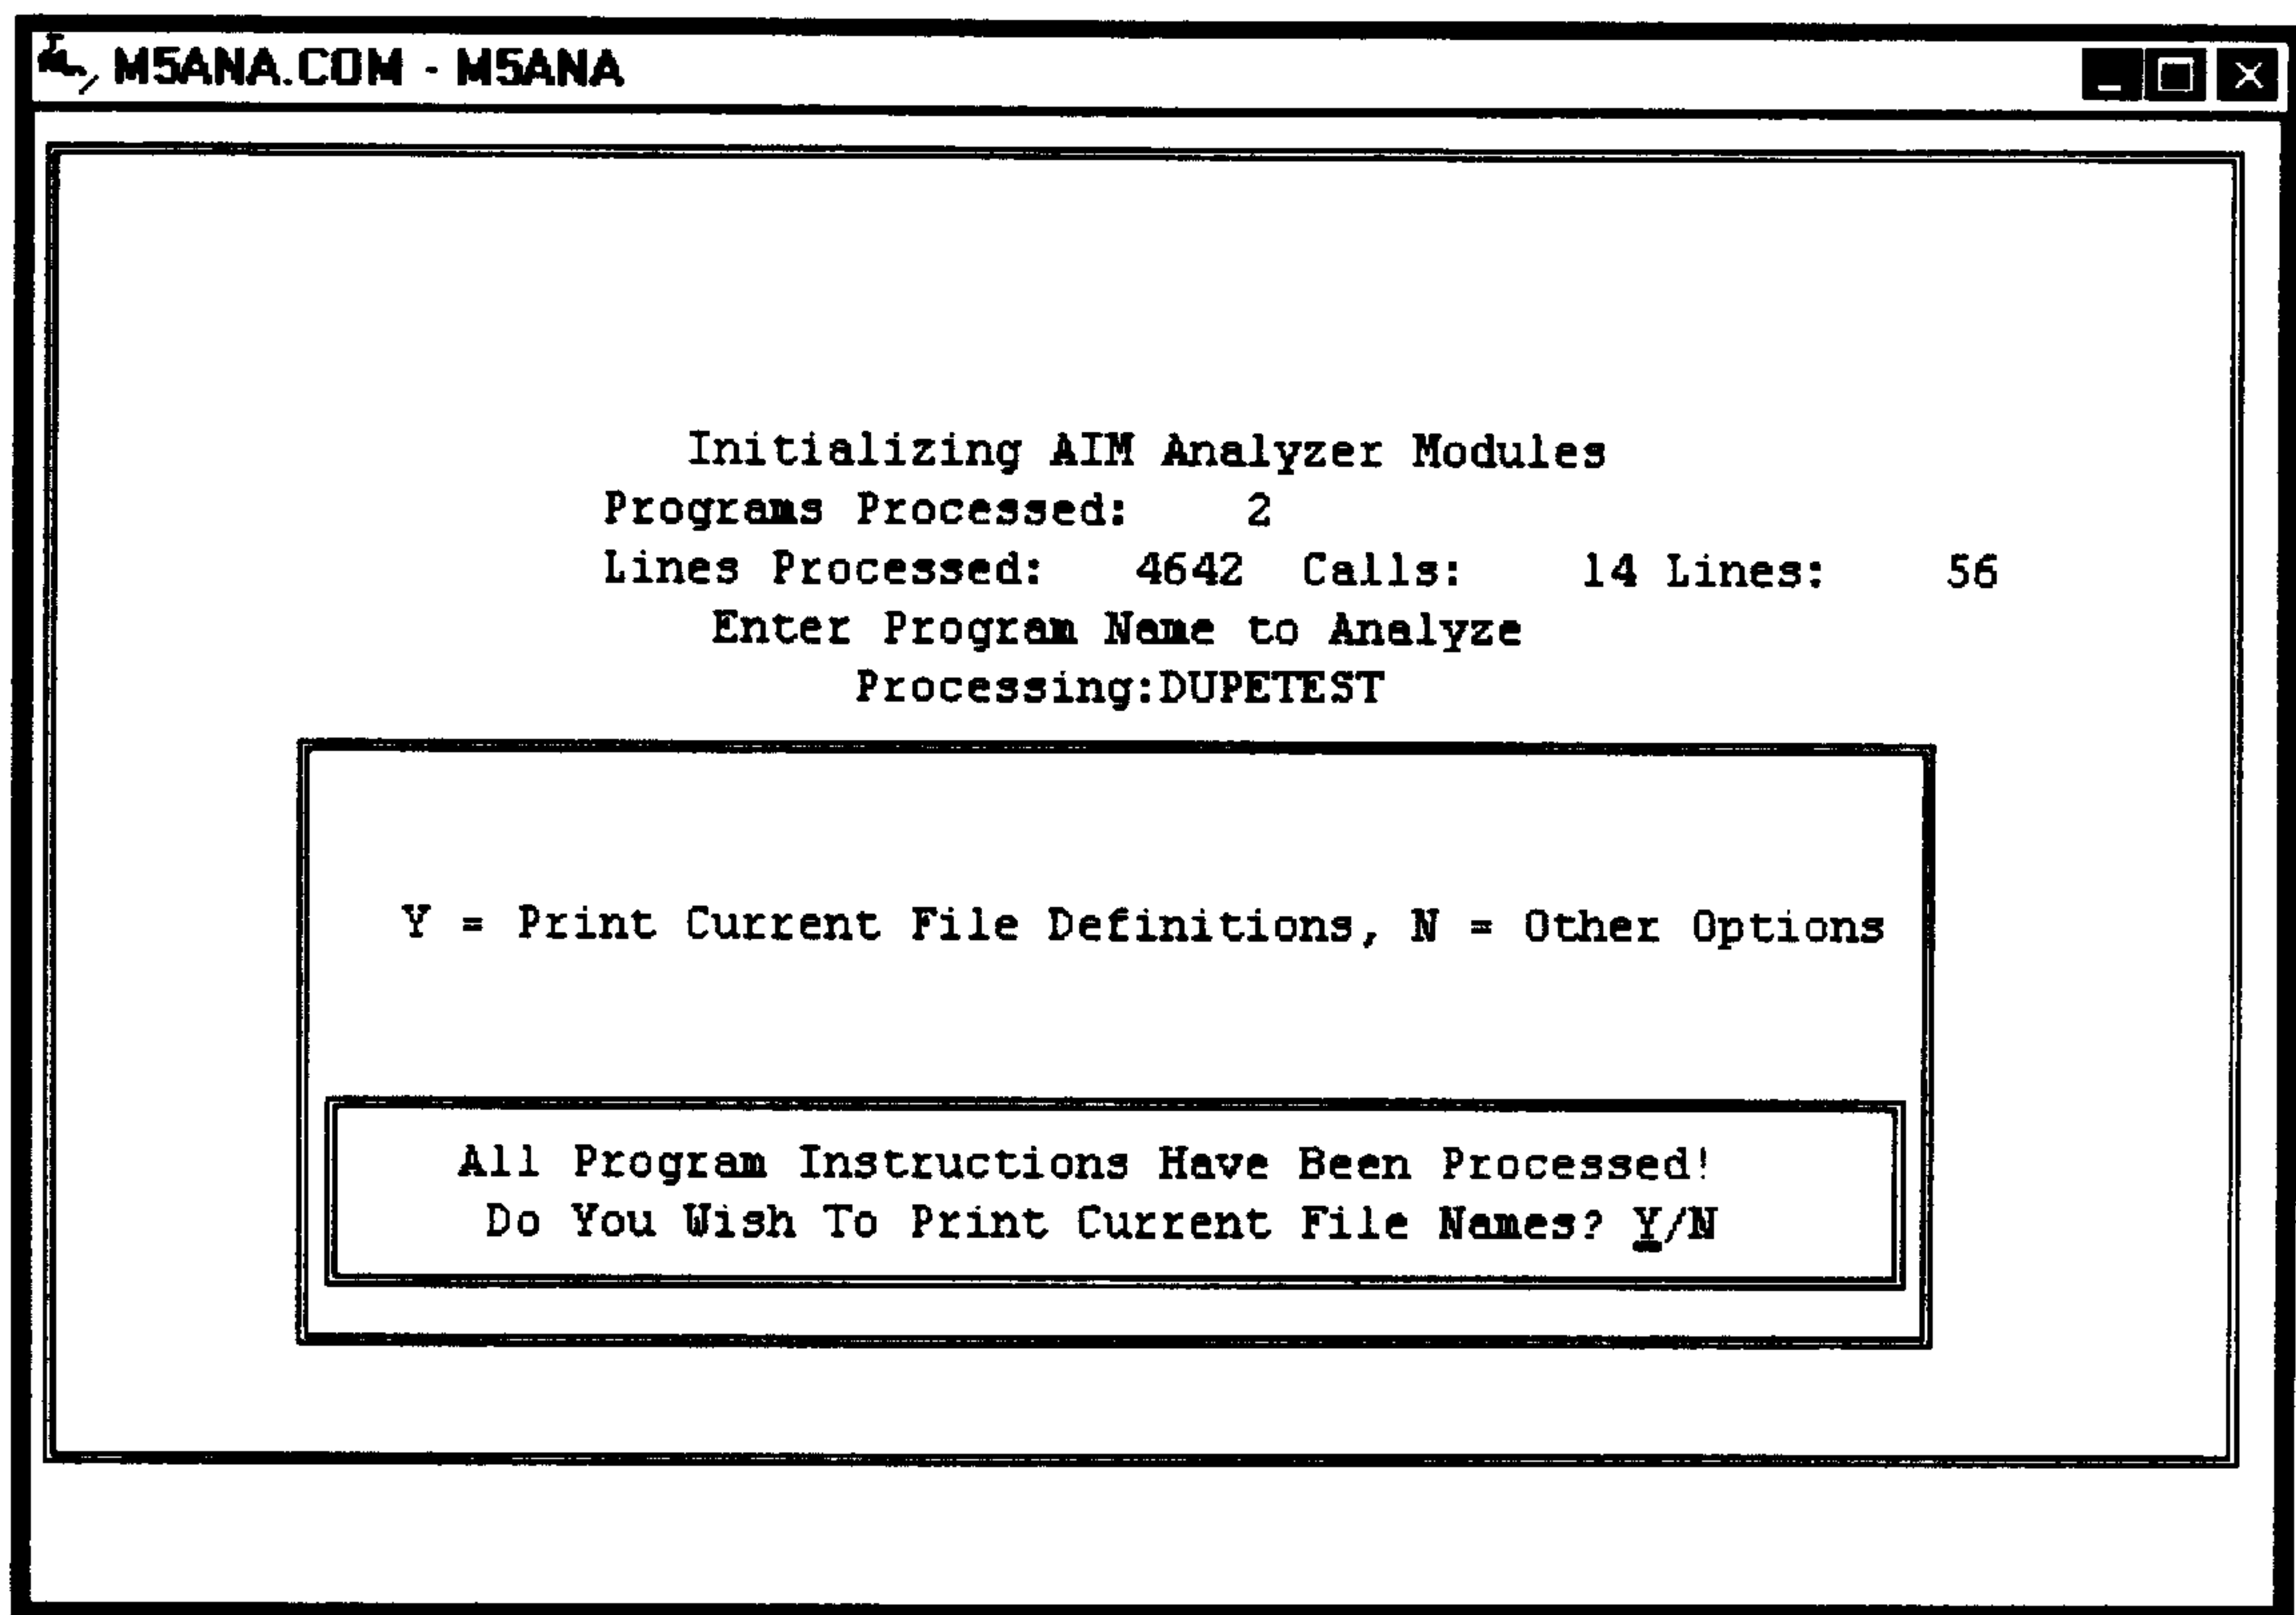 M5ANA.COM - M5ANA
Initializing AIM Analyzer Modules
Programs Processed: 2
Lines Processed: 4642 Calls: 14 Lines: 56
Enter Program Name to Analyze
Processing:DUPETEST
Y = Print Current File Definitions, N = Other Options
All Program Instructions Have Been Processed!
Do You Wish To Print Current File Names? Y/N